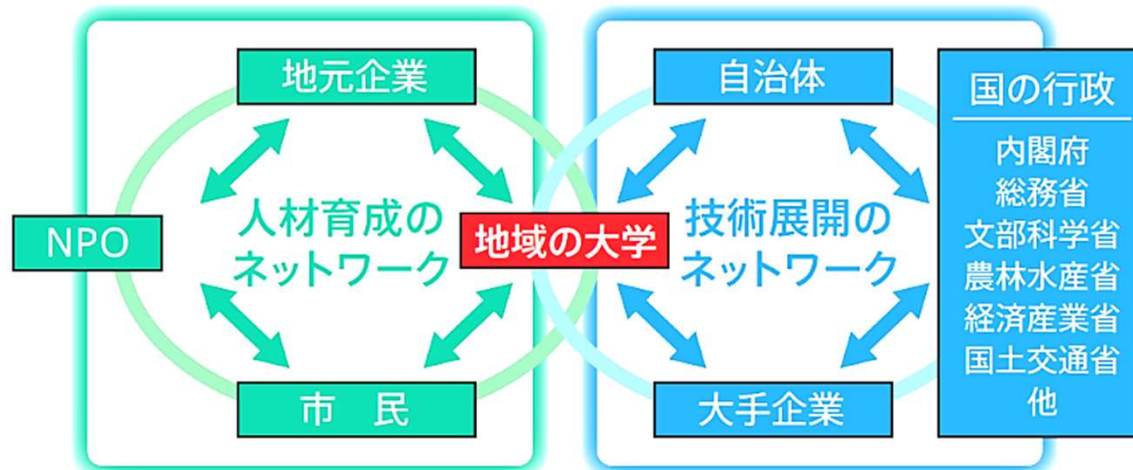 地元企業
NPO
人材育成の
ネットワーク
市　民
地域の大学
自治体
技術展開の
ネットワーク
大手企業
国の行政
内閣府
総務省
文部科学省
農林水産省
経済産業省
国土交通省
他